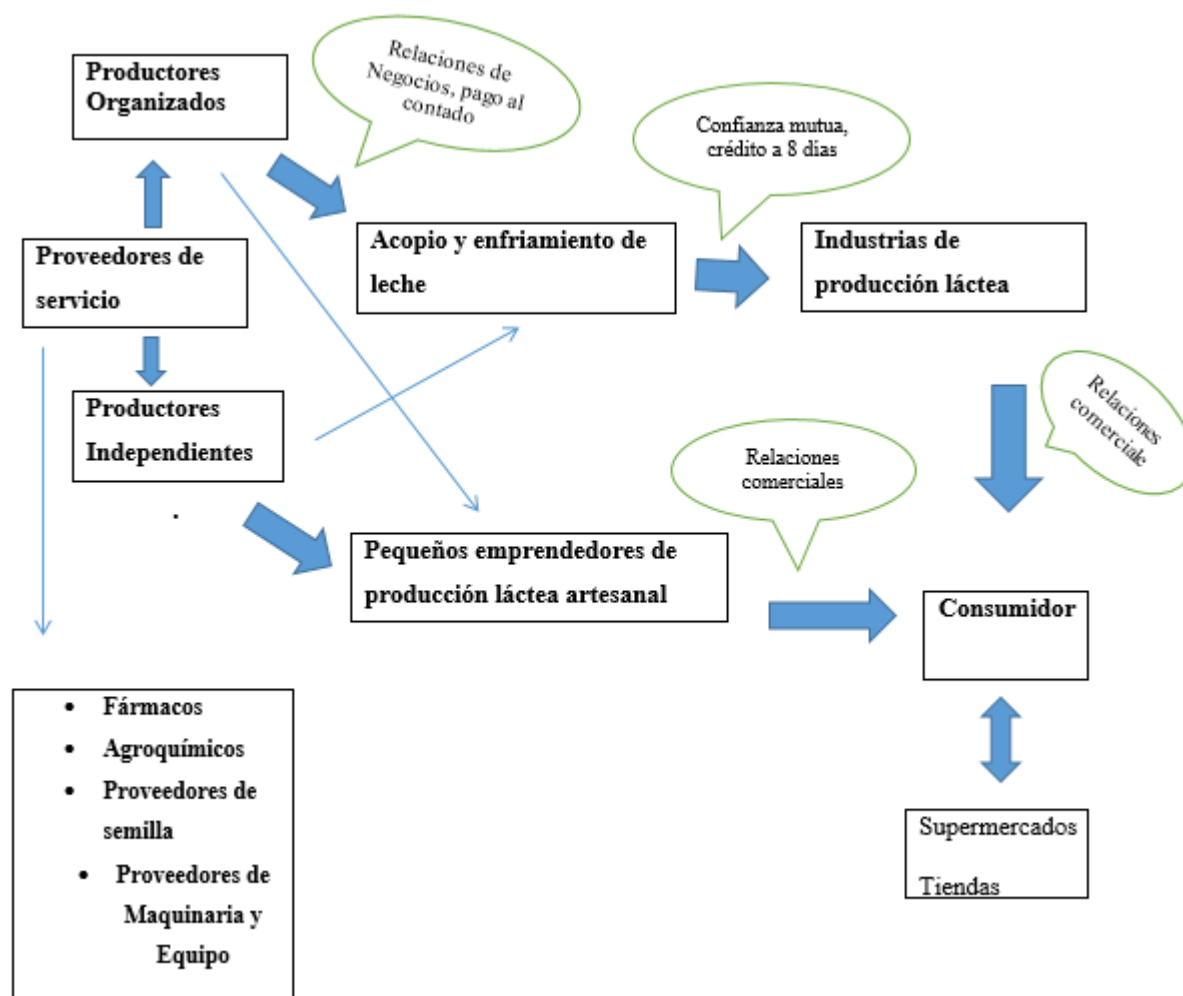 Productores
Organizados
Relaciones de
Negocios, pago al
contado
Confianza mutua,
crédito a 8 días
Proveedores de
servicio
Acopio y enfriamiento de
leche
Industrias de
producción láctea
Productores
Independientes
.
Relaciones
comerciale
Relaciones
comerciales
Pequeños emprendedores de
producción láctea artesanal
Consumidor
• Fármacos
• Agroquímicos
• Proveedores de
semilla
• Proveedores de
Maquinaria y
Equipo
Supermercados
Tiendas